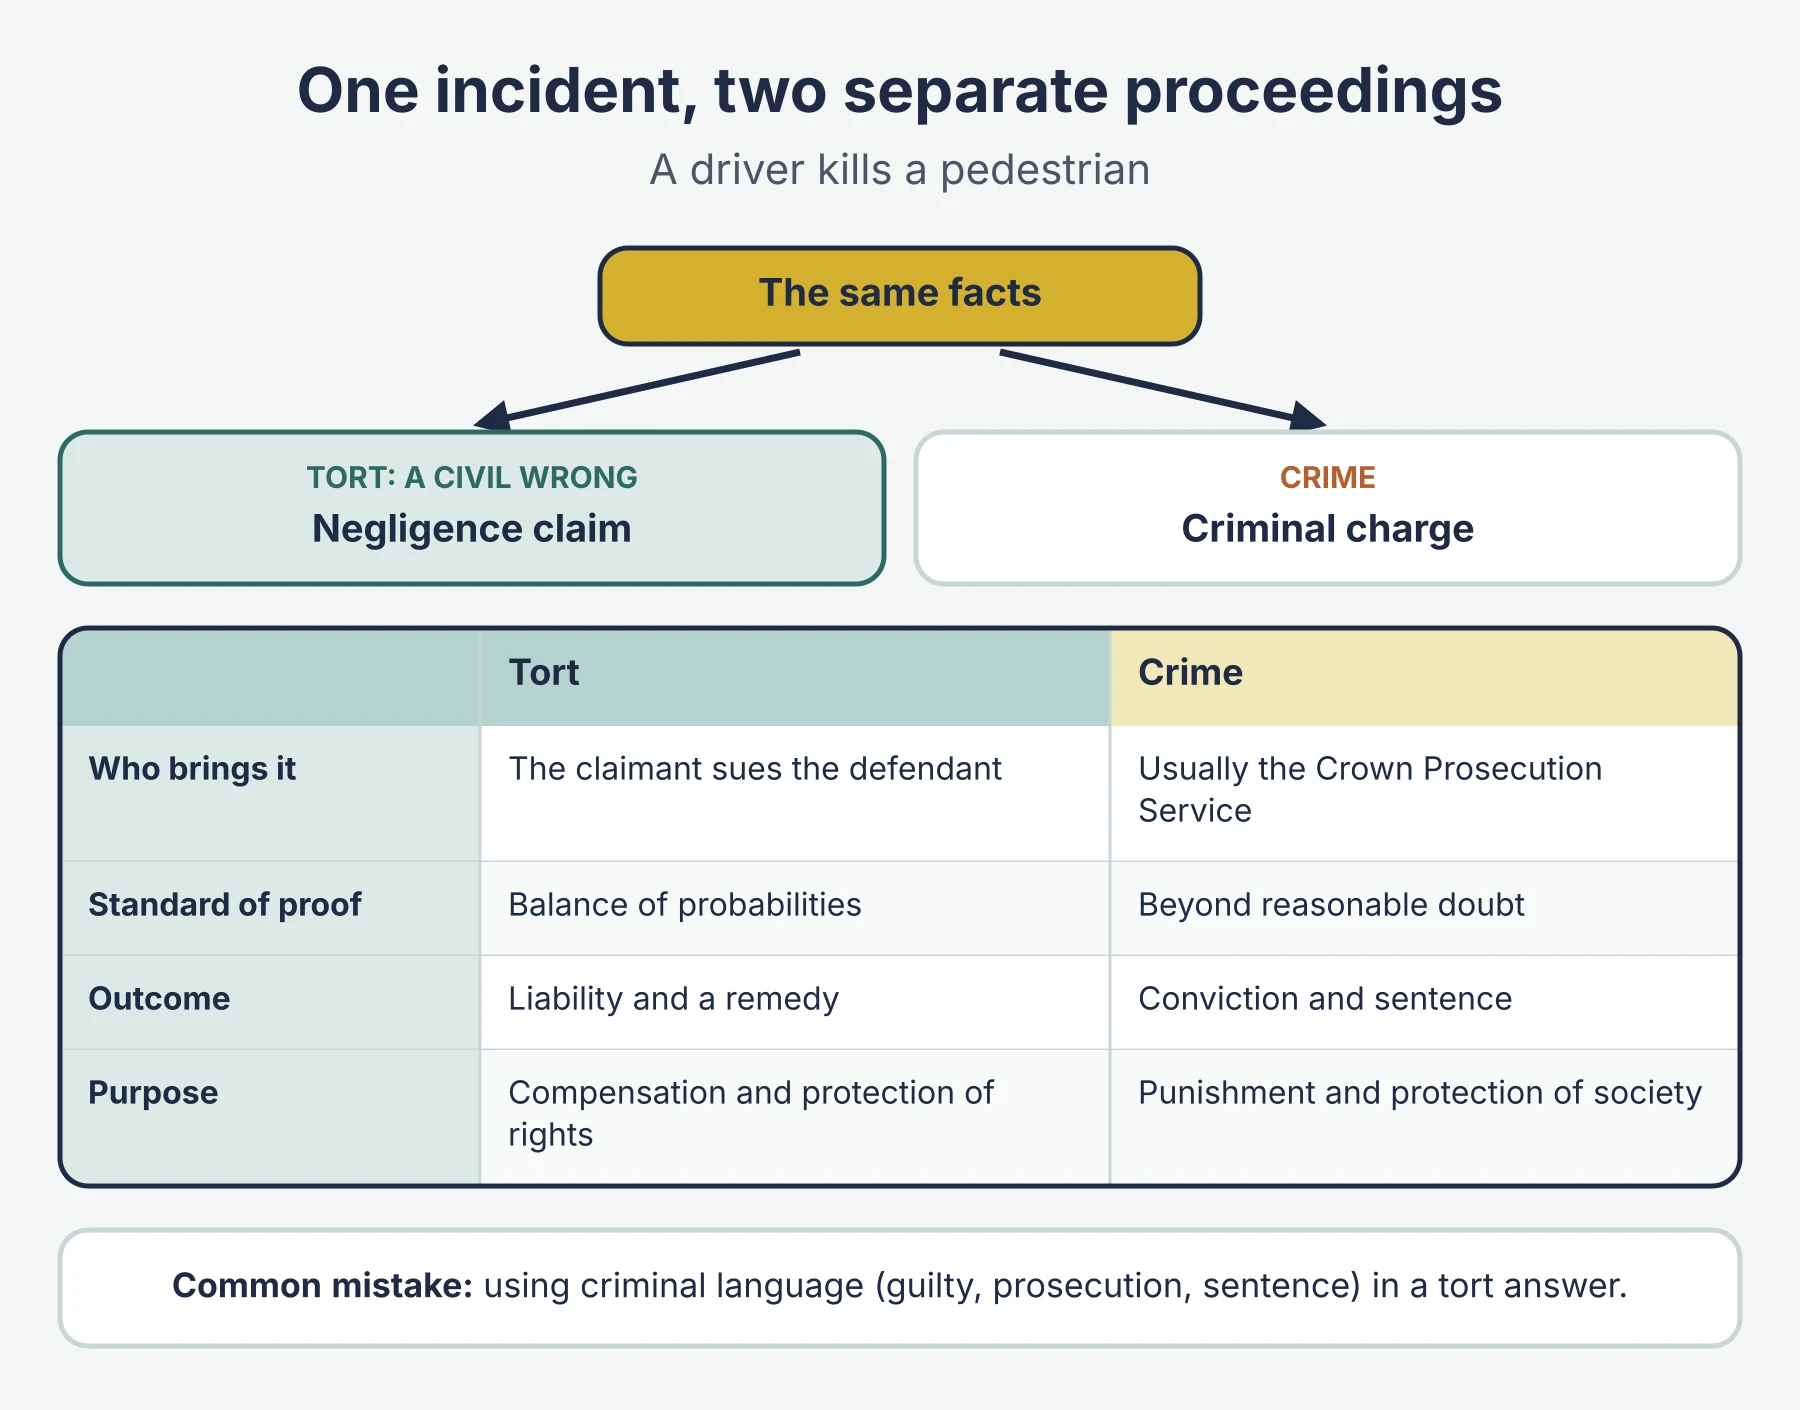 One incident, two separate proceedings
A driver kills a pedestrian
The same facts
TORT: A CIVIL WRONG
Negligence claim
CRIME
Criminal charge
Tort
Crime
Who brings it
The claimant sues the defendant
Usually the Crown Prosecution
Service
Standard of proof
Balance of probabilities
Beyond reasonable doubt
Outcome
Liability and a remedy
Conviction and sentence
Purpose
Compensation and protection of
rights
Punishment and protection of society
Common mistake: using criminal language (guilty, prosecution, sentence) in a tort answer.